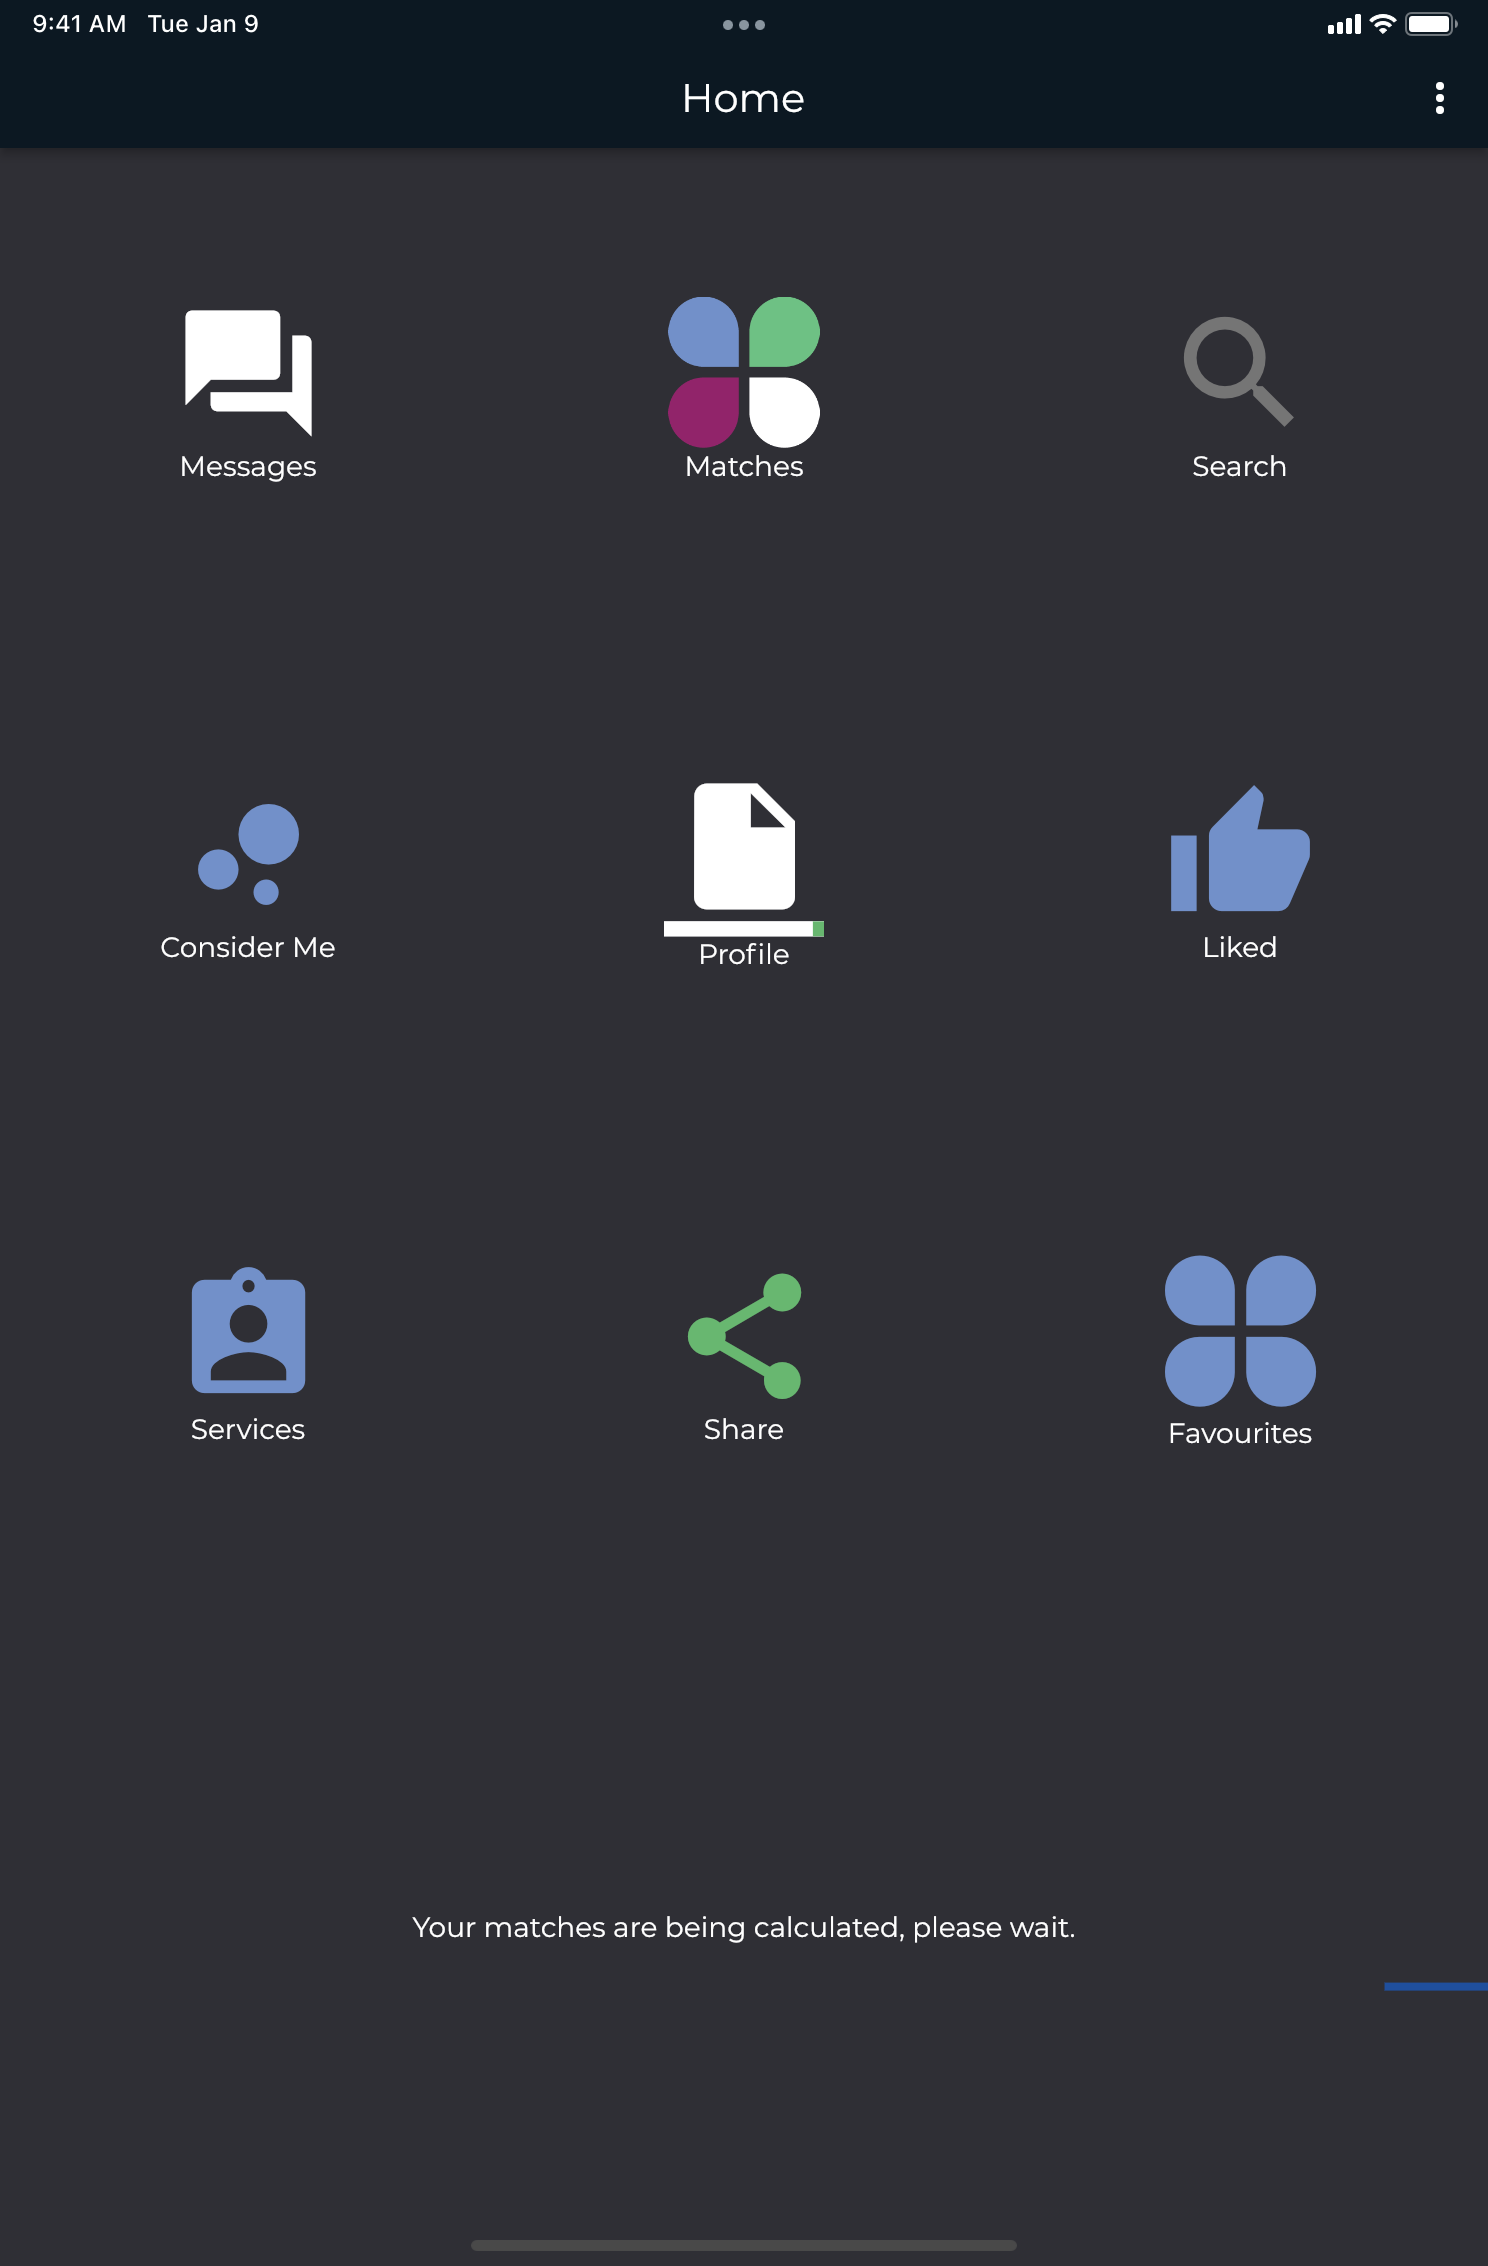 9:41 AM Tue Jan 9
Home
Messages
Matches
Search
Consider Me
Profile
Liked
Services
Share
Favourites
Your matches are being calculated, please wait.